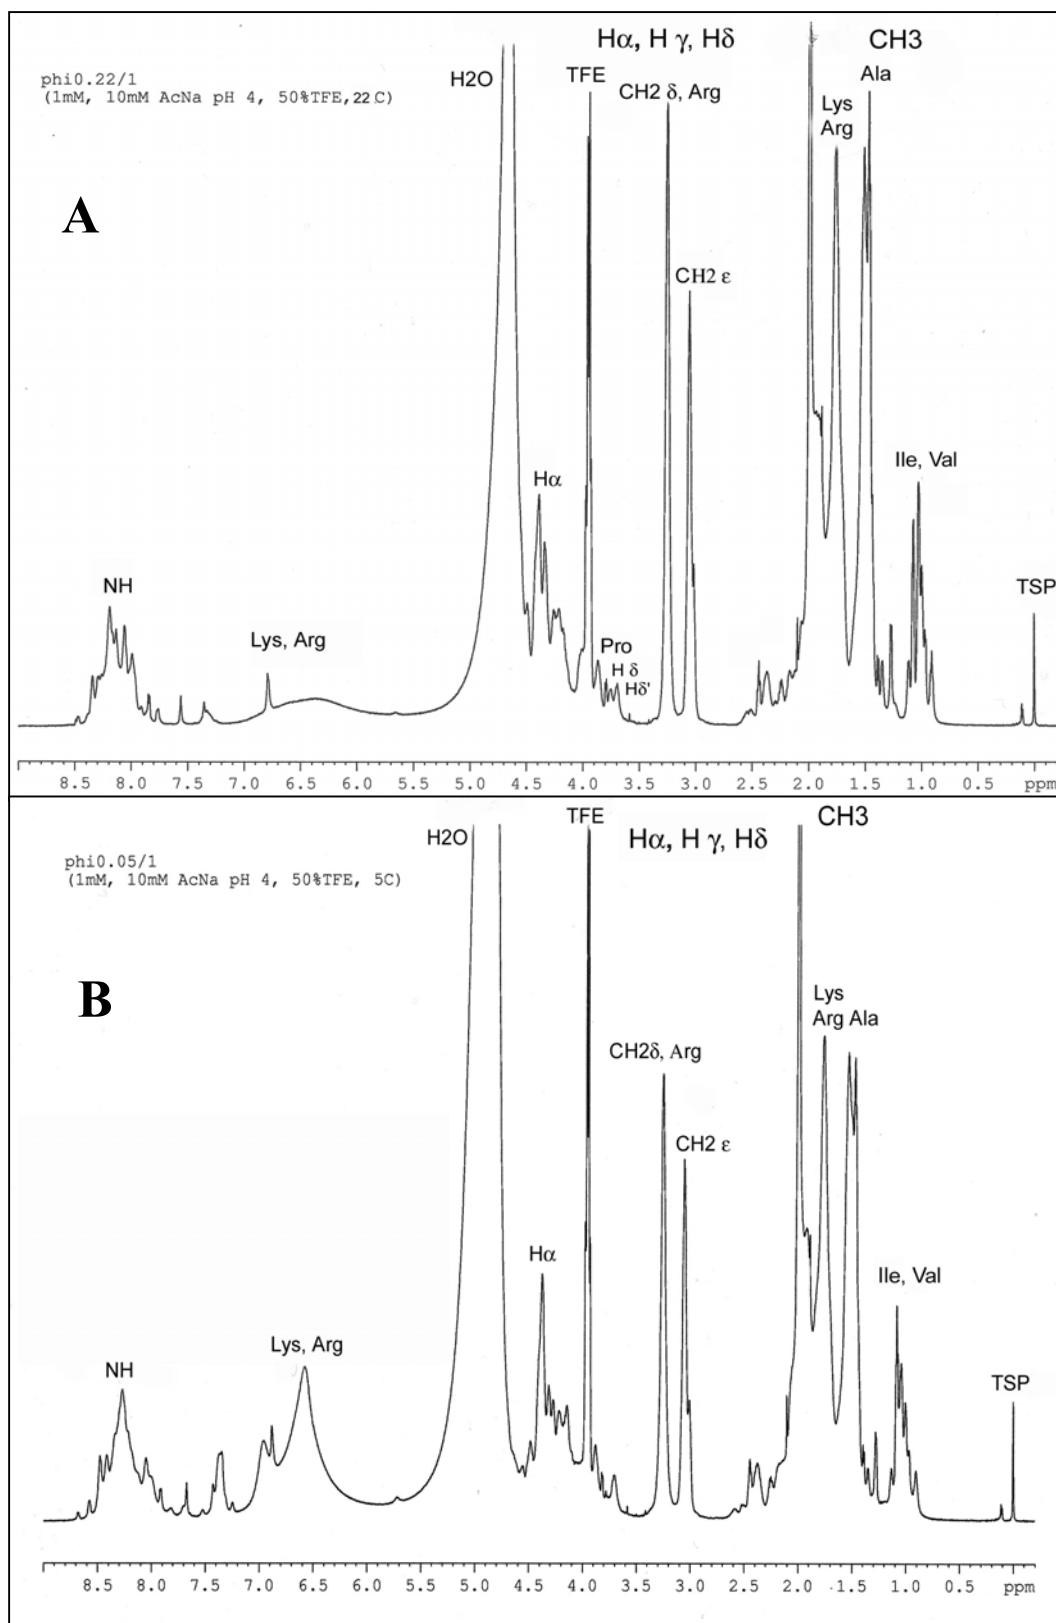 Hα, H γ, Hδ
CH3
phi0.22/1
(1mM, 10mM AcNa pH 4, 50%TFE,22C)
H2O
TFE
CH2 δ, Arg
Lys
Arg
Ala
A
CH2 ε
Hα
Ile, Val
NH
Lys, Arg
Pro
H δ
Hδ'
TSP
8.5 8.0 7.5 7.0 6.5 6.0 5.5 5.0 4.5 4.0 3.5 3.0 2.5 2.0 1.5 1.0 0.5 ppm
TFE
CH3
H2O
Hα, H γ, Hδ
phi0.05/1
(1mM, 10mM AcNa pH 4, 50%TFE, 5C)
B
Lys
Arg Ala
CH2δ, Arg
CH2 ε
Hα
Ile, Val
Lys, Arg
NH
TSP
8.5 8.0 7.5 7.0 6.5 6.0 5.5 5.0 4.5 4.0 3.5 3.0 2.5 2.0 1.5 1.0 0.5 ppm